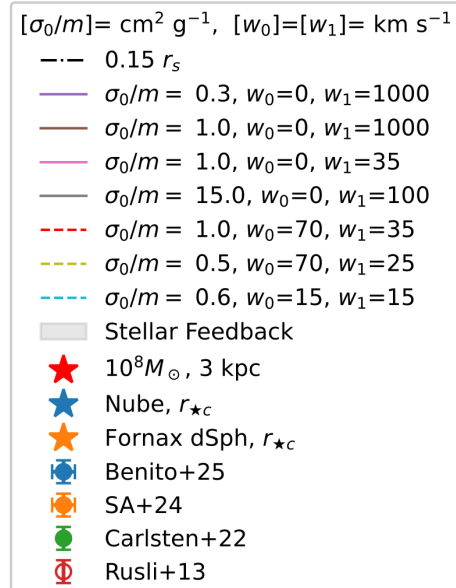 [σ₀/m]= cm² g⁻¹, [w₀]=[w₁]= km s⁻¹
0.15 rₛ
σ₀/m = 0.3, w₀=0, w₁=1000
σ₀/m = 1.0, w₀=0, w₁=1000
σ₀/m = 1.0, w₀=0, w₁=35
σ₀/m = 15.0, w₀=0, w₁=100
σ₀/m = 1.0, w₀=70, w₁=35
σ₀/m = 0.5, w₀=70, w₁=25
σ₀/m = 0.6, w₀=15, w₁=15
Stellar Feedback
10⁸M☉, 3 kpc
Nube, r★c
Fornax dSph, r★c
Benito+25
SA+24
Carlsten+22
Rusli+13